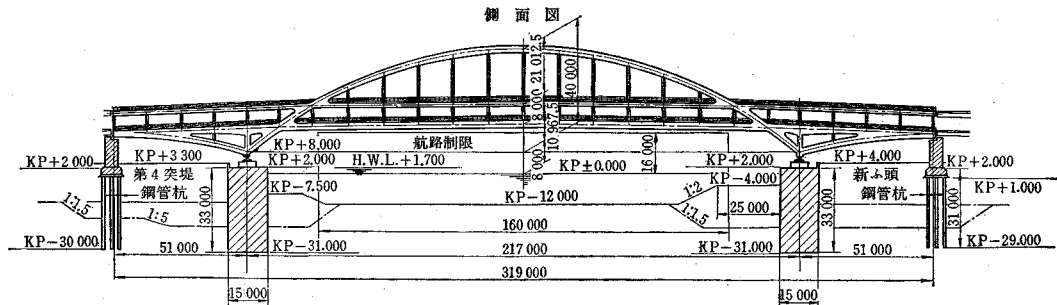 側面図
21 012.5
40 000
8 000
10 967.5
8 000
航路制限
16 000
KP+8.000
KP+2 000
KP+3 300
KP+2.000
H.W.L.+1.700
KP±0.000
KP+2.000
KP+4.000
KP+2.000
第4突堤
鋼管杭
新ふ頭
鋼管杭
KP+1.000
KP-7.500
KP-4.000
KP-12 000
1:2
1:1.5
1:5
1:1.5
33 000
25 000
33 000
31 000
160 000
KP-30 000
KP-31.000
KP-31.000
KP-29.000
51 000
217 000
51 000
319 000
15 000
15 000